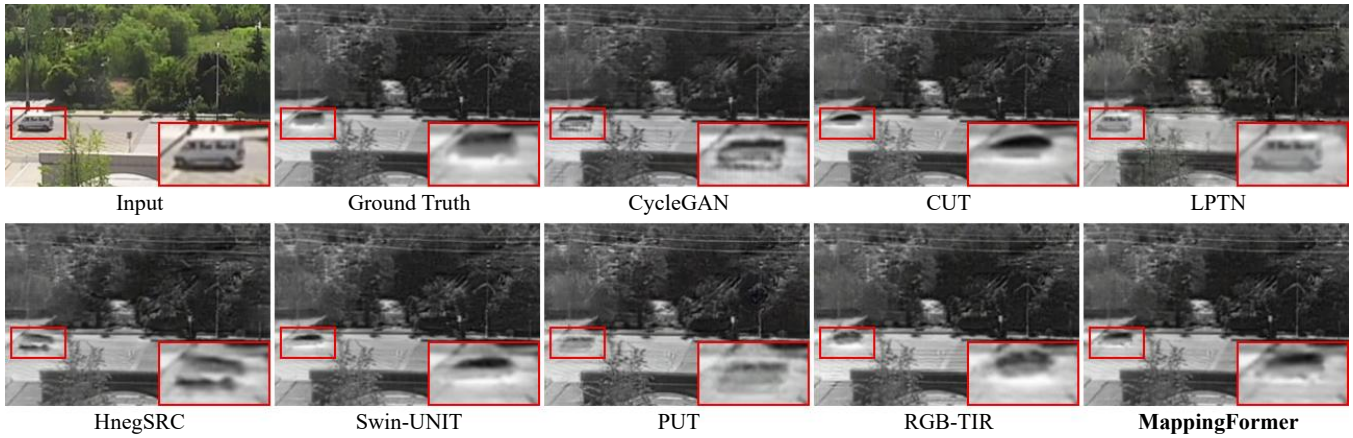 Input Ground Truth CycleGAN CUT LPTN
HnegSRC Swin-UNIT PUT RGB-TIR MappingFormer